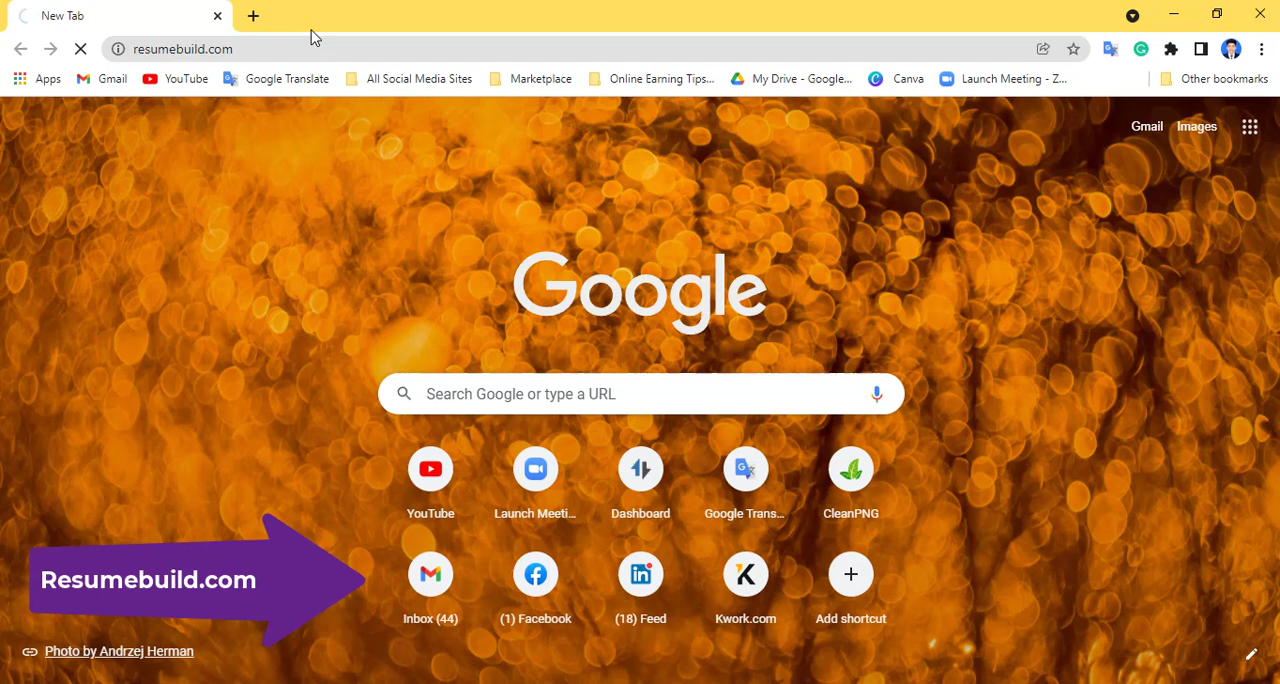 New Tab
resumebuild.com
Apps Gmail YouTube Google Translate All Social Media Sites Marketplace Online Earning Tips... My Drive - Google... Canva Launch Meeting - Z... Other bookmarks
Gmail Images
Google
Search Google or type a URL
YouTube Launch Meeti... Dashboard Google Trans... CleanPNG
Resumebuild.com
Inbox (44) (1) Facebook (18) Feed Kwork.com Add shortcut
Photo by Andrzej Herman